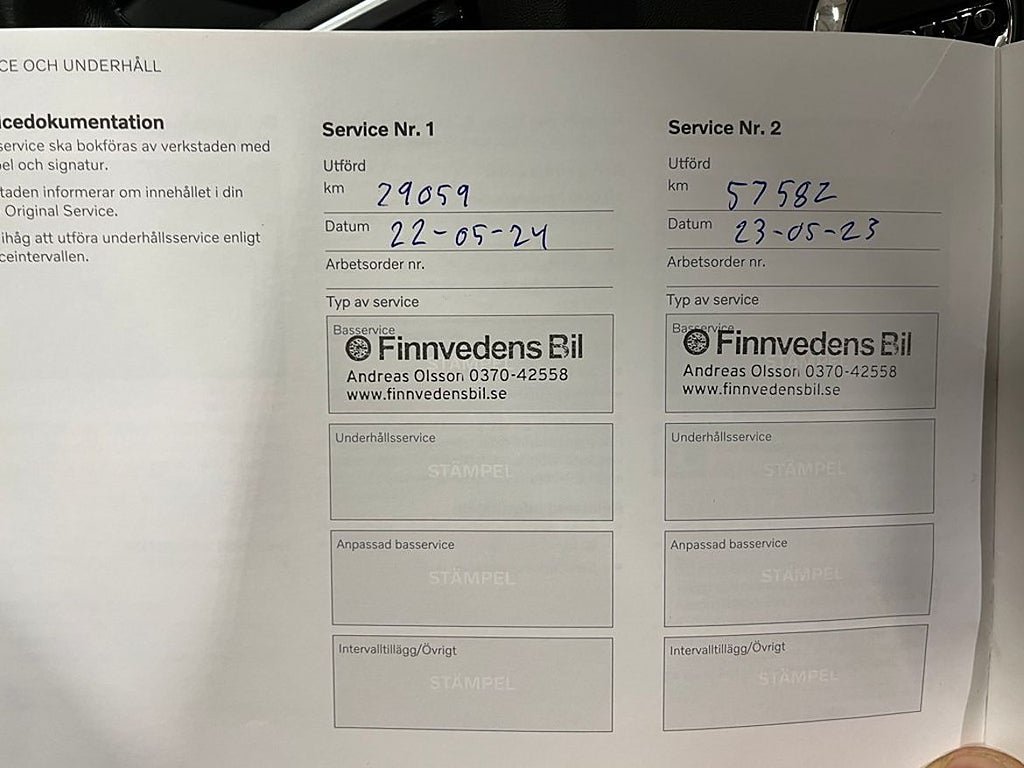 CE OCH UNDERHÅLL
icedokumentation
service ska bokföras av verkstaden med
pel och signatur.
taden informerar om innehållet i din
Original Service.
ihåg att utföra underhållsservice enligt
ceintervallen.
Service Nr. 1
Utförd
km 29059
Datum 22-05-24
Arbetsorder nr.
Typ av service
Basservice
Finnvedens Bil
Andreas Olsson 0370-42558
www.finnvedensbil.se
Underhållsservice
STÄMPEL
Anpassad basservice
STÄMPEL
Intervalltillägg/Övrigt
STÄMPEL
Service Nr. 2
Utförd
km 57582
Datum 23-05-23
Arbetsorder nr.
Typ av service
Basservice
Finnvedens Bil
Andreas Olsson 0370-42558
www.finnvedensbil.se
Underhållsservice
STÄMPEL
Anpassad basservice
STÄMPEL
Intervalltillägg/Övrigt
STÄMPEL